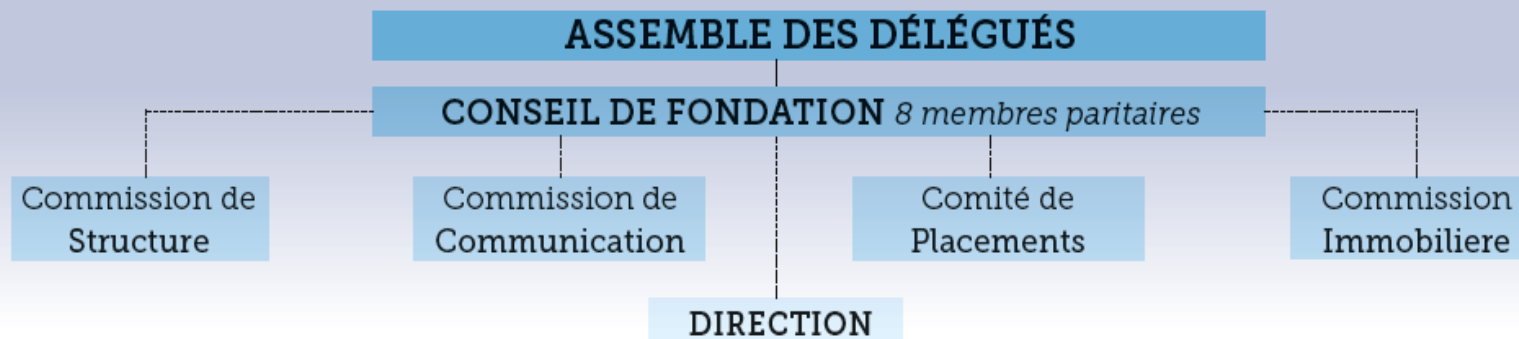 ASSEMBLE DES DÉLÉGUÉS
CONSEIL DE FONDATION 8 membres paritaires
Commission de
Structure
Commission de
Communication
Comité de
Placements
Commission
Immobiliere
DIRECTION